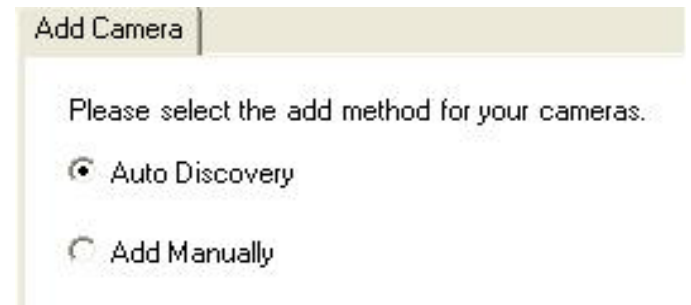 Add Camera
Please select the add method for your cameras.
Auto Discovery
Add Manually